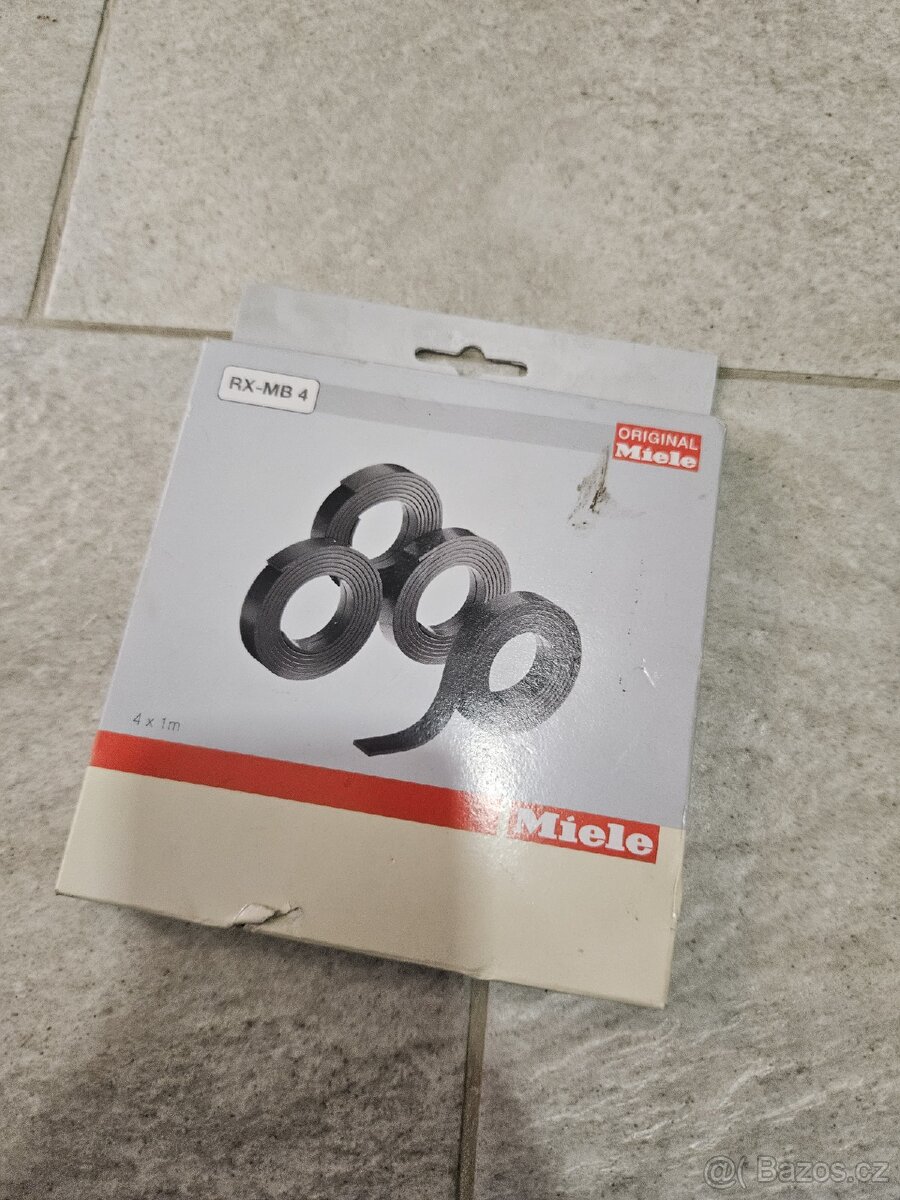 RX-MB 4
ORIGINAL
Miele
4 x 1m
Miele
@( Bazos.cz